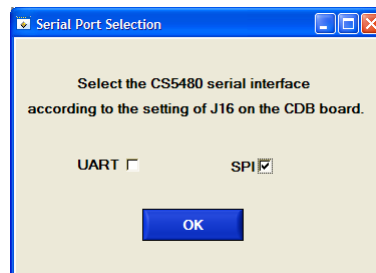 Serial Port Selection
Select the CS5480 serial interface
according to the setting of J16 on the CDB board.
UART SPI
OK